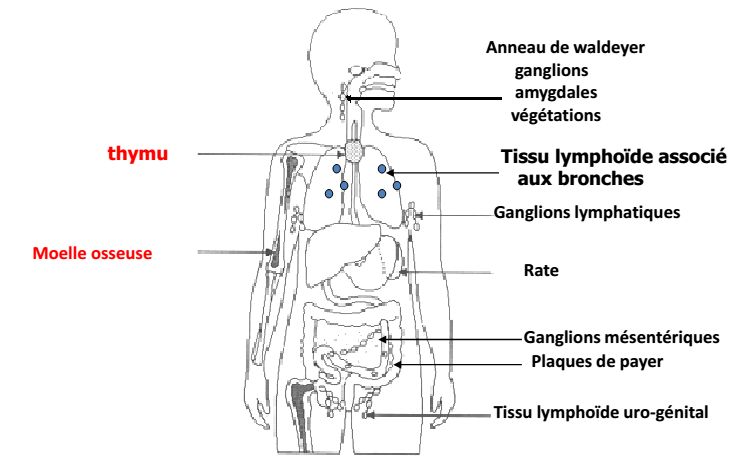 Anneau de waldeyer
ganglions
amygdales
végétations
thymu
Tissu lymphoïde associé
aux bronches
Ganglions lymphatiques
Moelle osseuse
Rate
Ganglions mésentériques
Plaques de payer
Tissu lymphoïde uro-génital